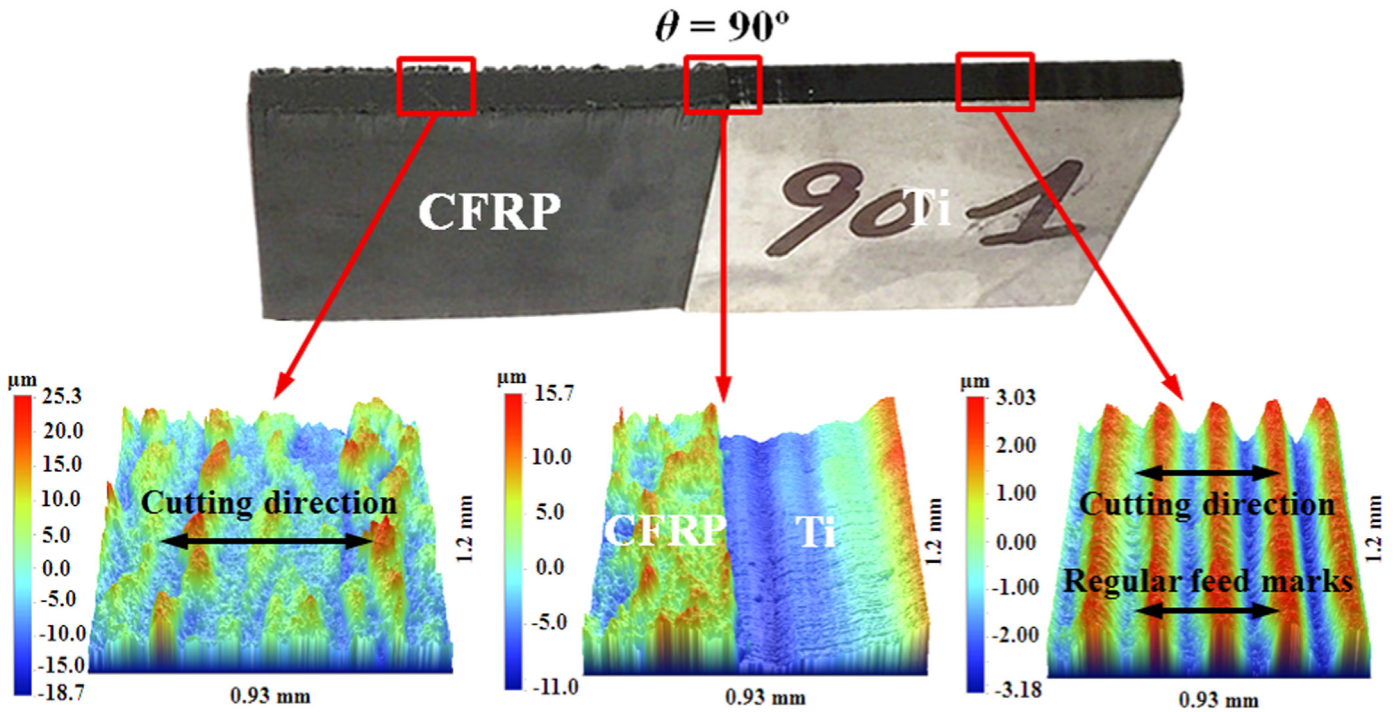 θ = 90°
CFRP
Ti
90 1
μm
25.3
20.0
15.0
10.0
5.0
0.0
-5.0
-10.0
-15.0
-18.7
Cutting direction
1.2 mm
0.93 mm
μm
15.7
10.0
5.0
0.0
-5.0
-11.0
CFRP
Ti
0.93 mm
μm
3.03
2.00
1.00
0.00
-1.00
-2.00
-3.18
Cutting direction
Regular feed marks
1.2 mm
0.93 mm